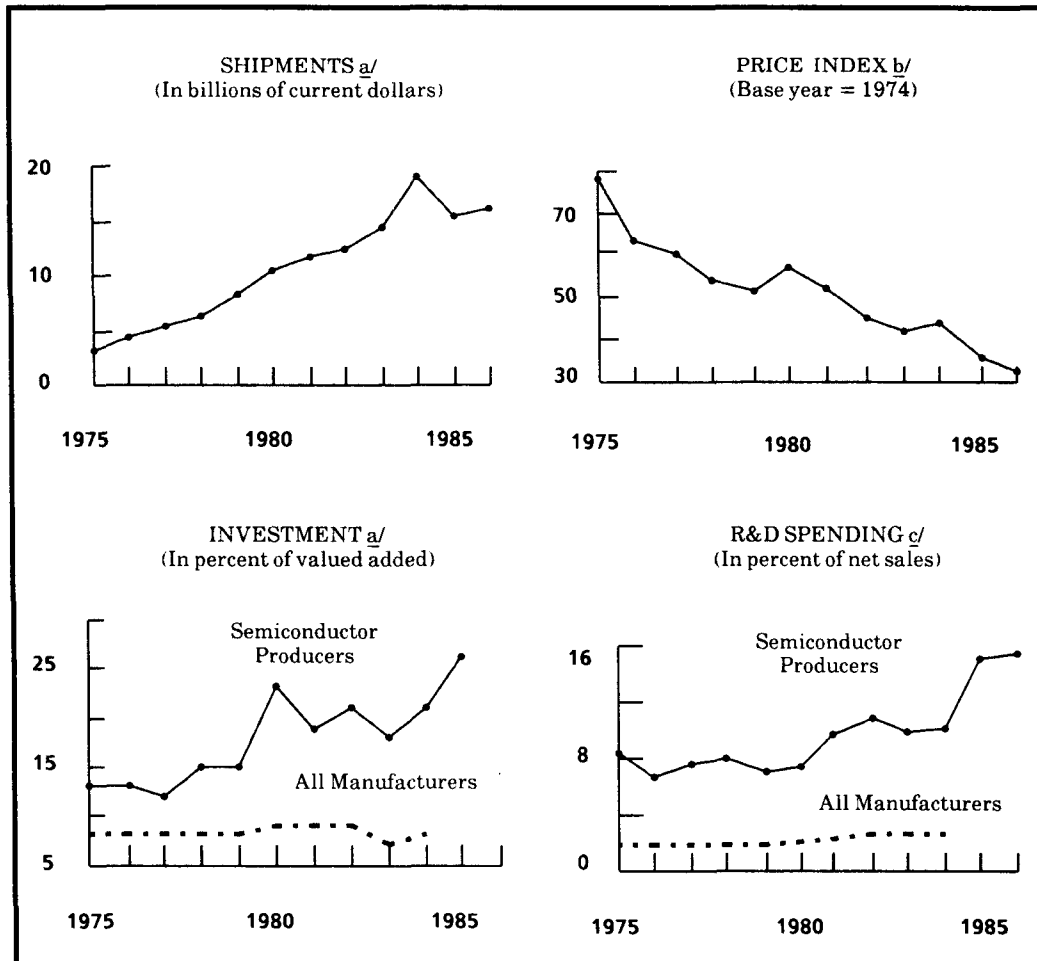 SHIPMENTS a/
(In billions of current dollars)
20
10
0
1975 1980 1985
PRICE INDEX b/
(Base year = 1974)
70
50
30
1975 1980 1985
INVESTMENT a/
(In percent of valued added)
Semiconductor
Producers
25
15
All Manufacturers
5
1975 1980 1985
R&D SPENDING c/
(In percent of net sales)
16
Semiconductor
Producers
8
All Manufacturers
0
1975 1980 1985